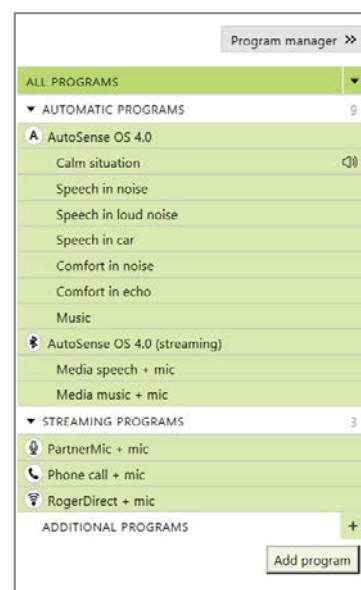 Program manager »
ALL PROGRAMS
AUTOMATIC PROGRAMS 9
A AutoSense OS 4.0
Calm situation
Speech in noise
Speech in loud noise
Speech in car
Comfort in noise
Comfort in echo
Music
AutoSense OS 4.0 (streaming)
Media speech + mic
Media music + mic
STREAMING PROGRAMS 3
PartnerMic + mic
Phone call + mic
RogerDirect + mic
ADDITIONAL PROGRAMS +
Add program